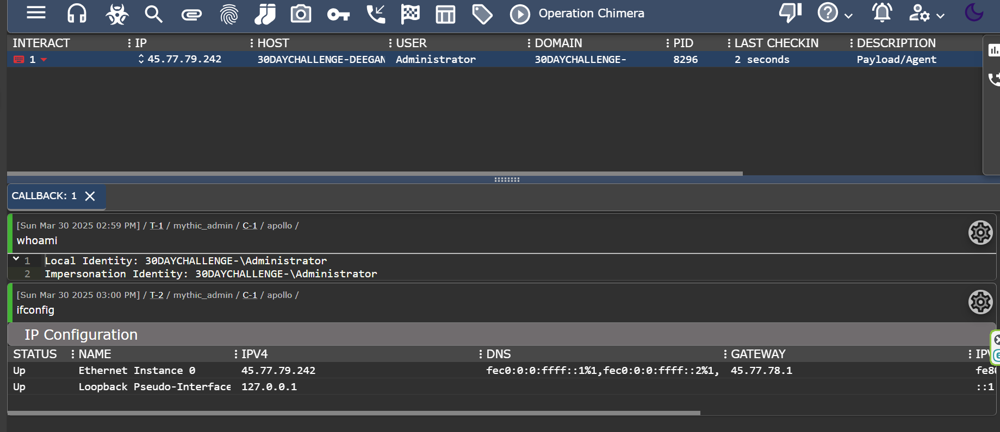 Operation Chimera
INTERACT IP HOST USER DOMAIN PID LAST CHECKIN DESCRIPTION
1 45.77.79.242 30DAYCHALLENGE-DEEGAN Administrator 30DAYCHALLENGE- 8296 2 seconds Payload/Agent
CALLBACK: 1
[Sun Mar 30 2025 02:59 PM] / T-1 / mythic_admin / C-1 / apollo /
whoami
1 Local Identity: 30DAYCHALLENGE-\Administrator
2 Impersonation Identity: 30DAYCHALLENGE-\Administrator
[Sun Mar 30 2025 03:00 PM] / T-2 / mythic_admin / C-1 / apollo /
ifconfig
IP Configuration
STATUS NAME IPV4 DNS GATEWAY
Up Ethernet Instance 0 45.77.79.242 fec0:0:0:ffff::1%1,fec0:0:0:ffff::2%1, 45.77.78.1 fe80
Up Loopback Pseudo-Interface 127.0.0.1 ::1